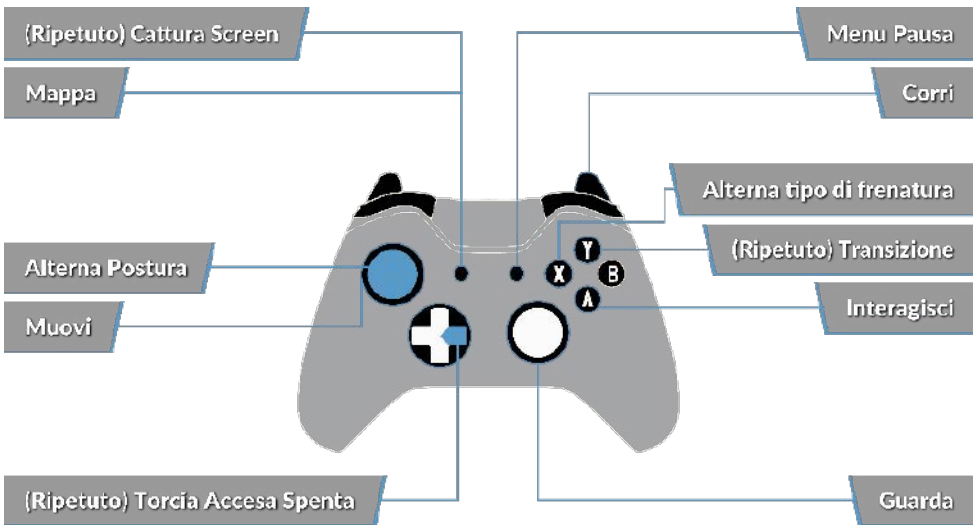 (Ripetuto) Cattura Screen
Menu Pausa
Mappa
Corri
Alterna tipo di frenatura
(Ripetuto) Transizione
Alterna Postura
Interagisci
Muovi
Y
X
B
A
(Ripetuto) Torcia Accesa Spenta
Guarda